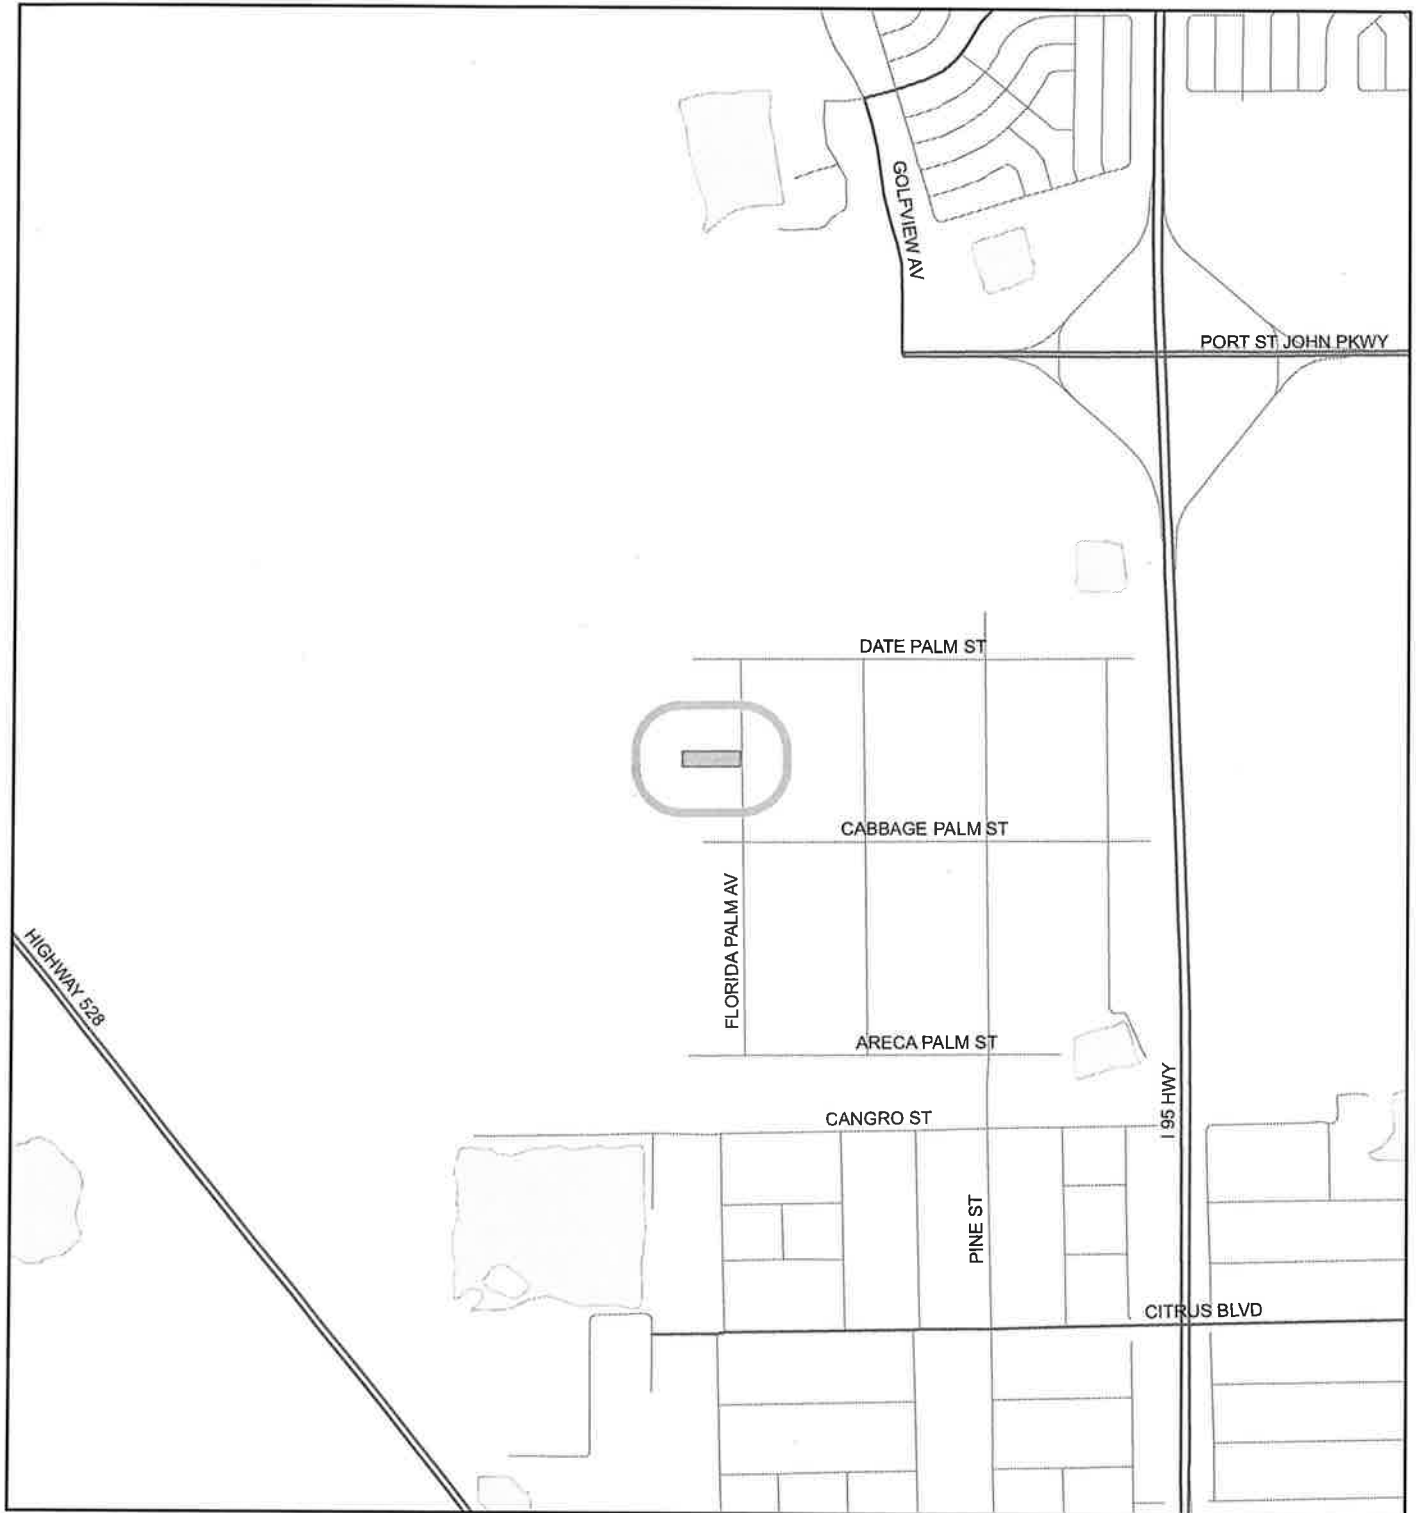 GOLFVIEW AV
PORT ST JOHN PKWY
DATE PALM ST
CABBAGE PALM ST
FLORIDA PALM AV
HIGHWAY 528
ARECA PALM ST
I 95 HWY
CANGRO ST
PINE ST
CITRUS BLVD